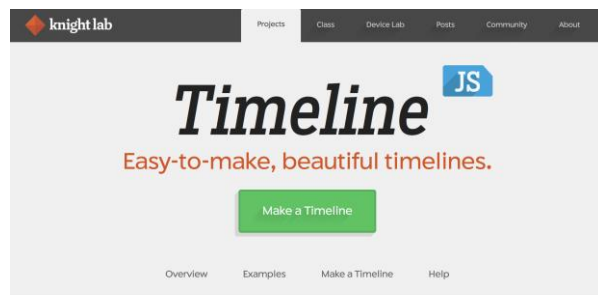 knight lab Projects Class Device Lab Posts Community About
JS
Timeline
Easy-to-make, beautiful timelines.
Make a Timeline
Overview Examples Make a Timeline Help